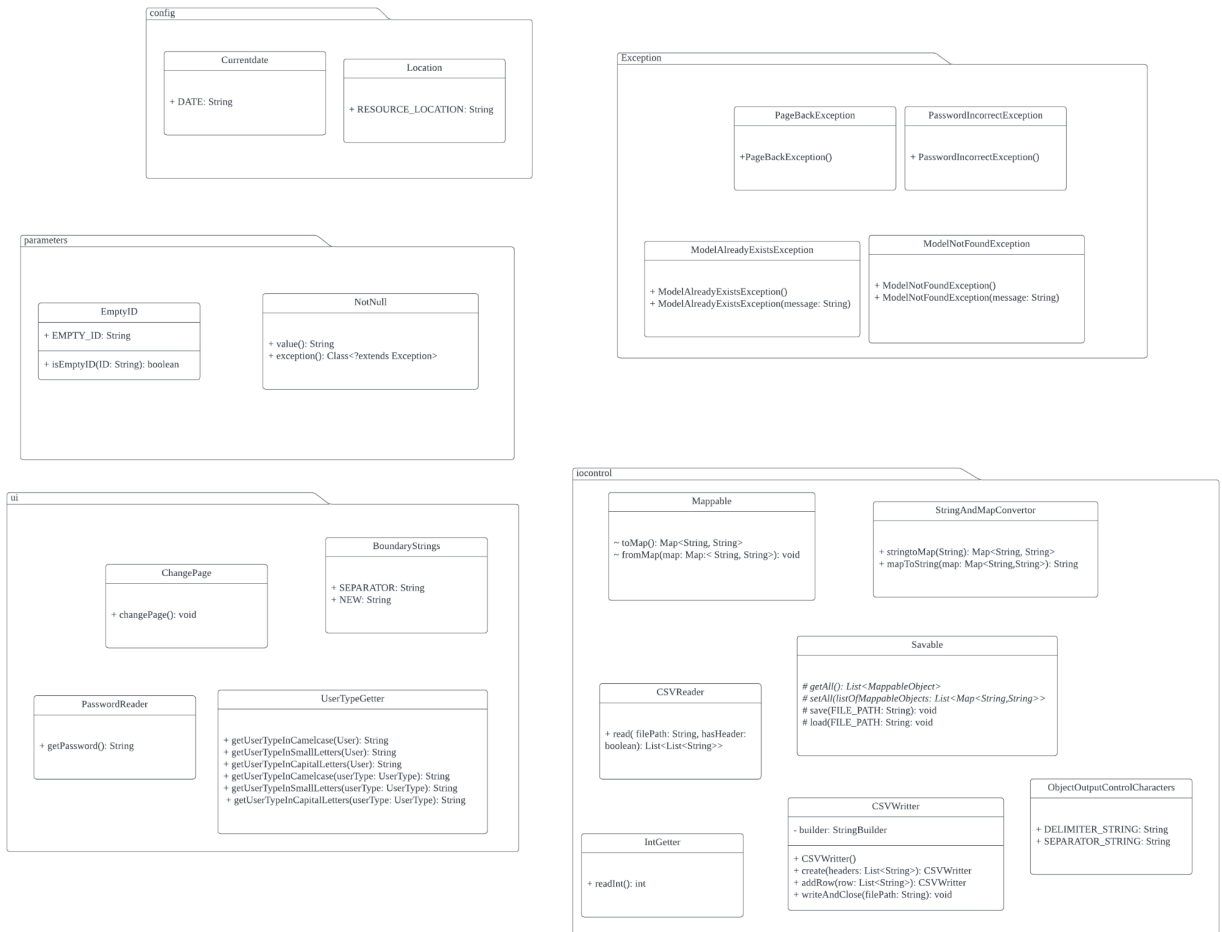 config
Currentdate
+ DATE: String
Location
+ RESOURCE_LOCATION: String
Exception
PageBackException
+PageBackException()
PasswordIncorrectException
+ PasswordIncorrectException()
ModelAlreadyExistsException
+ ModelAlreadyExistsException()
+ ModelAlreadyExistsException(message: String)
ModelNotFoundException
+ ModelNotFoundException()
+ ModelNotFoundException(message: String)
parameters
EmptyID
+ EMPTY_ID: String
+ isEmptyID(ID: String): boolean
NotNull
+ value(): String
+ exception(): Class<?extends Exception>
ui
ChangePage
+ changePage(): void
BoundaryStrings
+ SEPARATOR: String
+ NEW: String
PasswordReader
+ getPassword(): String
UserTypeGetter
+ getUserTypeInCamelcase(User): String
+ getUserTypeInSmallLetters(User): String
+ getUserTypeInCapitalLetters(User): String
+ getUserTypeInCamelcase(userType: UserType): String
+ getUserTypeInSmallLetters(userType: UserType): String
+ getUserTypeInCapitalLetters(userType: UserType): String
iocontrol
Mappable
~ toMap(): Map<String, String>
~ fromMap(map: Map:< String, String>): void
StringAndMapConvertor
+ stringtoMap(String): Map<String, String>
+ mapToString(map: Map<String,String>): String
CSVReader
+ read( filePath: String, hasHeader:
boolean): List<List<String>>
Savable
# getAll(): List<MappableObject>
# setAll(listOfMappableObjects: List<Map<String,String>>
# save(FILE_PATH: String): void
# load(FILE_PATH: String: void
IntGetter
+ readInt(): int
CSVWritter
- builder: StringBuilder
+ CSVWritter()
+ create(headers: List<String>): CSVWritter
+ addRow(row: List<String>): CSVWritter
+ writeAndClose(filePath: String): void
ObjectOutputControlCharacters
+ DELIMITER_STRING: String
+ SEPARATOR_STRING: String